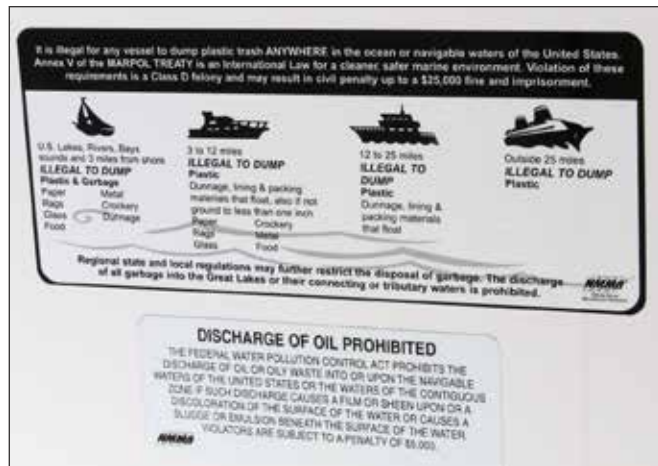 It is illegal for any vessel to dump plastic trash ANYWHERE in the ocean or navigable waters of the United States.
Annex V of the MARPOL TREATY is an International Law for a cleaner, safer marine environment. Violation of these
requirements is a Class D felony and may result in civil penalty up to a $25,000 fine and imprisonment.
U.S. Lakes, Rivers, Bays
sounds and 3 miles from shore
ILLEGAL TO DUMP
Plastic & Garbage
Paper Metal
Rags Crockery
Glass Dunnage
Food
3 to 12 miles
ILLEGAL TO DUMP
Plastic
Dunnage, lining & packing
materials that float, also if not
ground to less than one inch
Paper Crockery
Rags Metal
Glass Food
12 to 25 miles
ILLEGAL TO
DUMP
Plastic
Dunnage, lining &
packing materials
that float
Outside 25 miles
ILLEGAL TO DUMP
Plastic
Regional state and local regulations may further restrict the disposal of garbage. The discharge
of all garbage into the Great Lakes or their connecting or tributary waters is prohibited.
NMMA
DISCHARGE OF OIL PROHIBITED
THE FEDERAL WATER POLLUTION CONTROL ACT PROHIBITS THE
DISCHARGE OF OIL OR OILY WASTE INTO OR UPON THE NAVIGABLE
WATERS OF THE UNITED STATES OR THE WATERS OF THE CONTIGUOUS
ZONE IF SUCH DISCHARGE CAUSES A FILM OR SHEEN UPON OR A
DISCOLORATION OF THE SURFACE OF THE WATER OR CAUSES A
SLUDGE OR EMULSION BENEATH THE SURFACE OF THE WATER.
VIOLATORS ARE SUBJECT TO A PENALTY OF $5,000.
NMMA